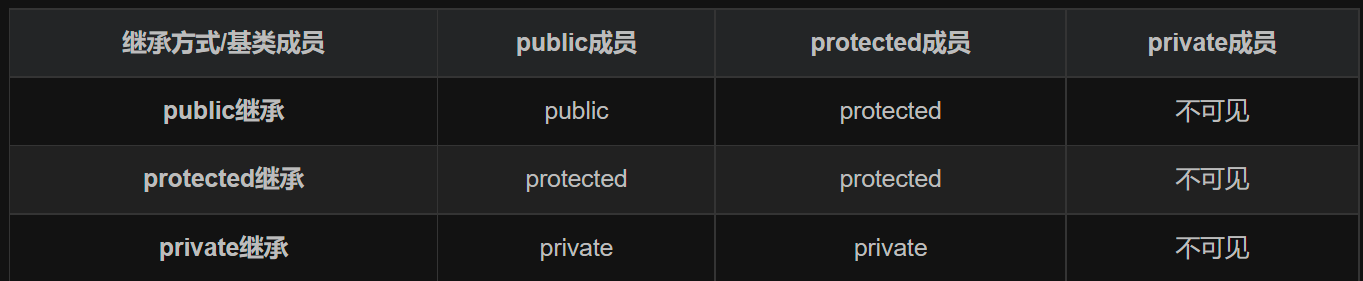 继承方式/基类成员 public成员 protected成员 private成员
public继承 public protected 不可见
protected继承 protected protected 不可见
private继承 private private 不可见